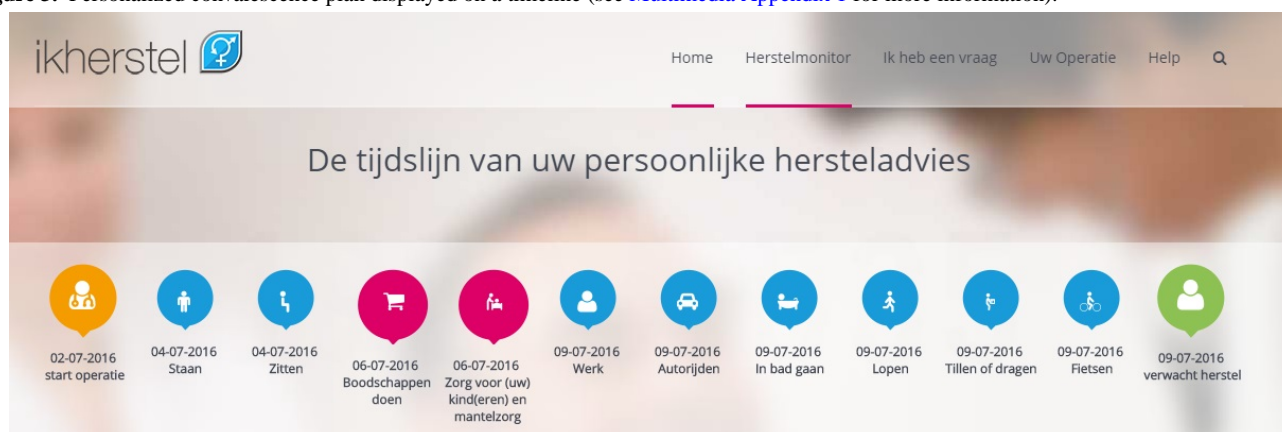 Personalized convalescence plan displayed on a timeline (see Multimedia Appendix 1 for more information).
ikherstel
Home Herstelmonitor Ik heb een vraag Uw Operatie Help
De tijdslijn van uw persoonlijke hersteladvies
02-07-2016
start operatie
04-07-2016
Staan
04-07-2016
Zitten
06-07-2016
Boodschappen
doen
06-07-2016
Zorg voor (uw)
kind(eren) en
mantelzorg
09-07-2016
Werk
09-07-2016
Autorijden
09-07-2016
In bad gaan
09-07-2016
Lopen
09-07-2016
Tillen of dragen
09-07-2016
Fietsen
09-07-2016
verwacht herstel